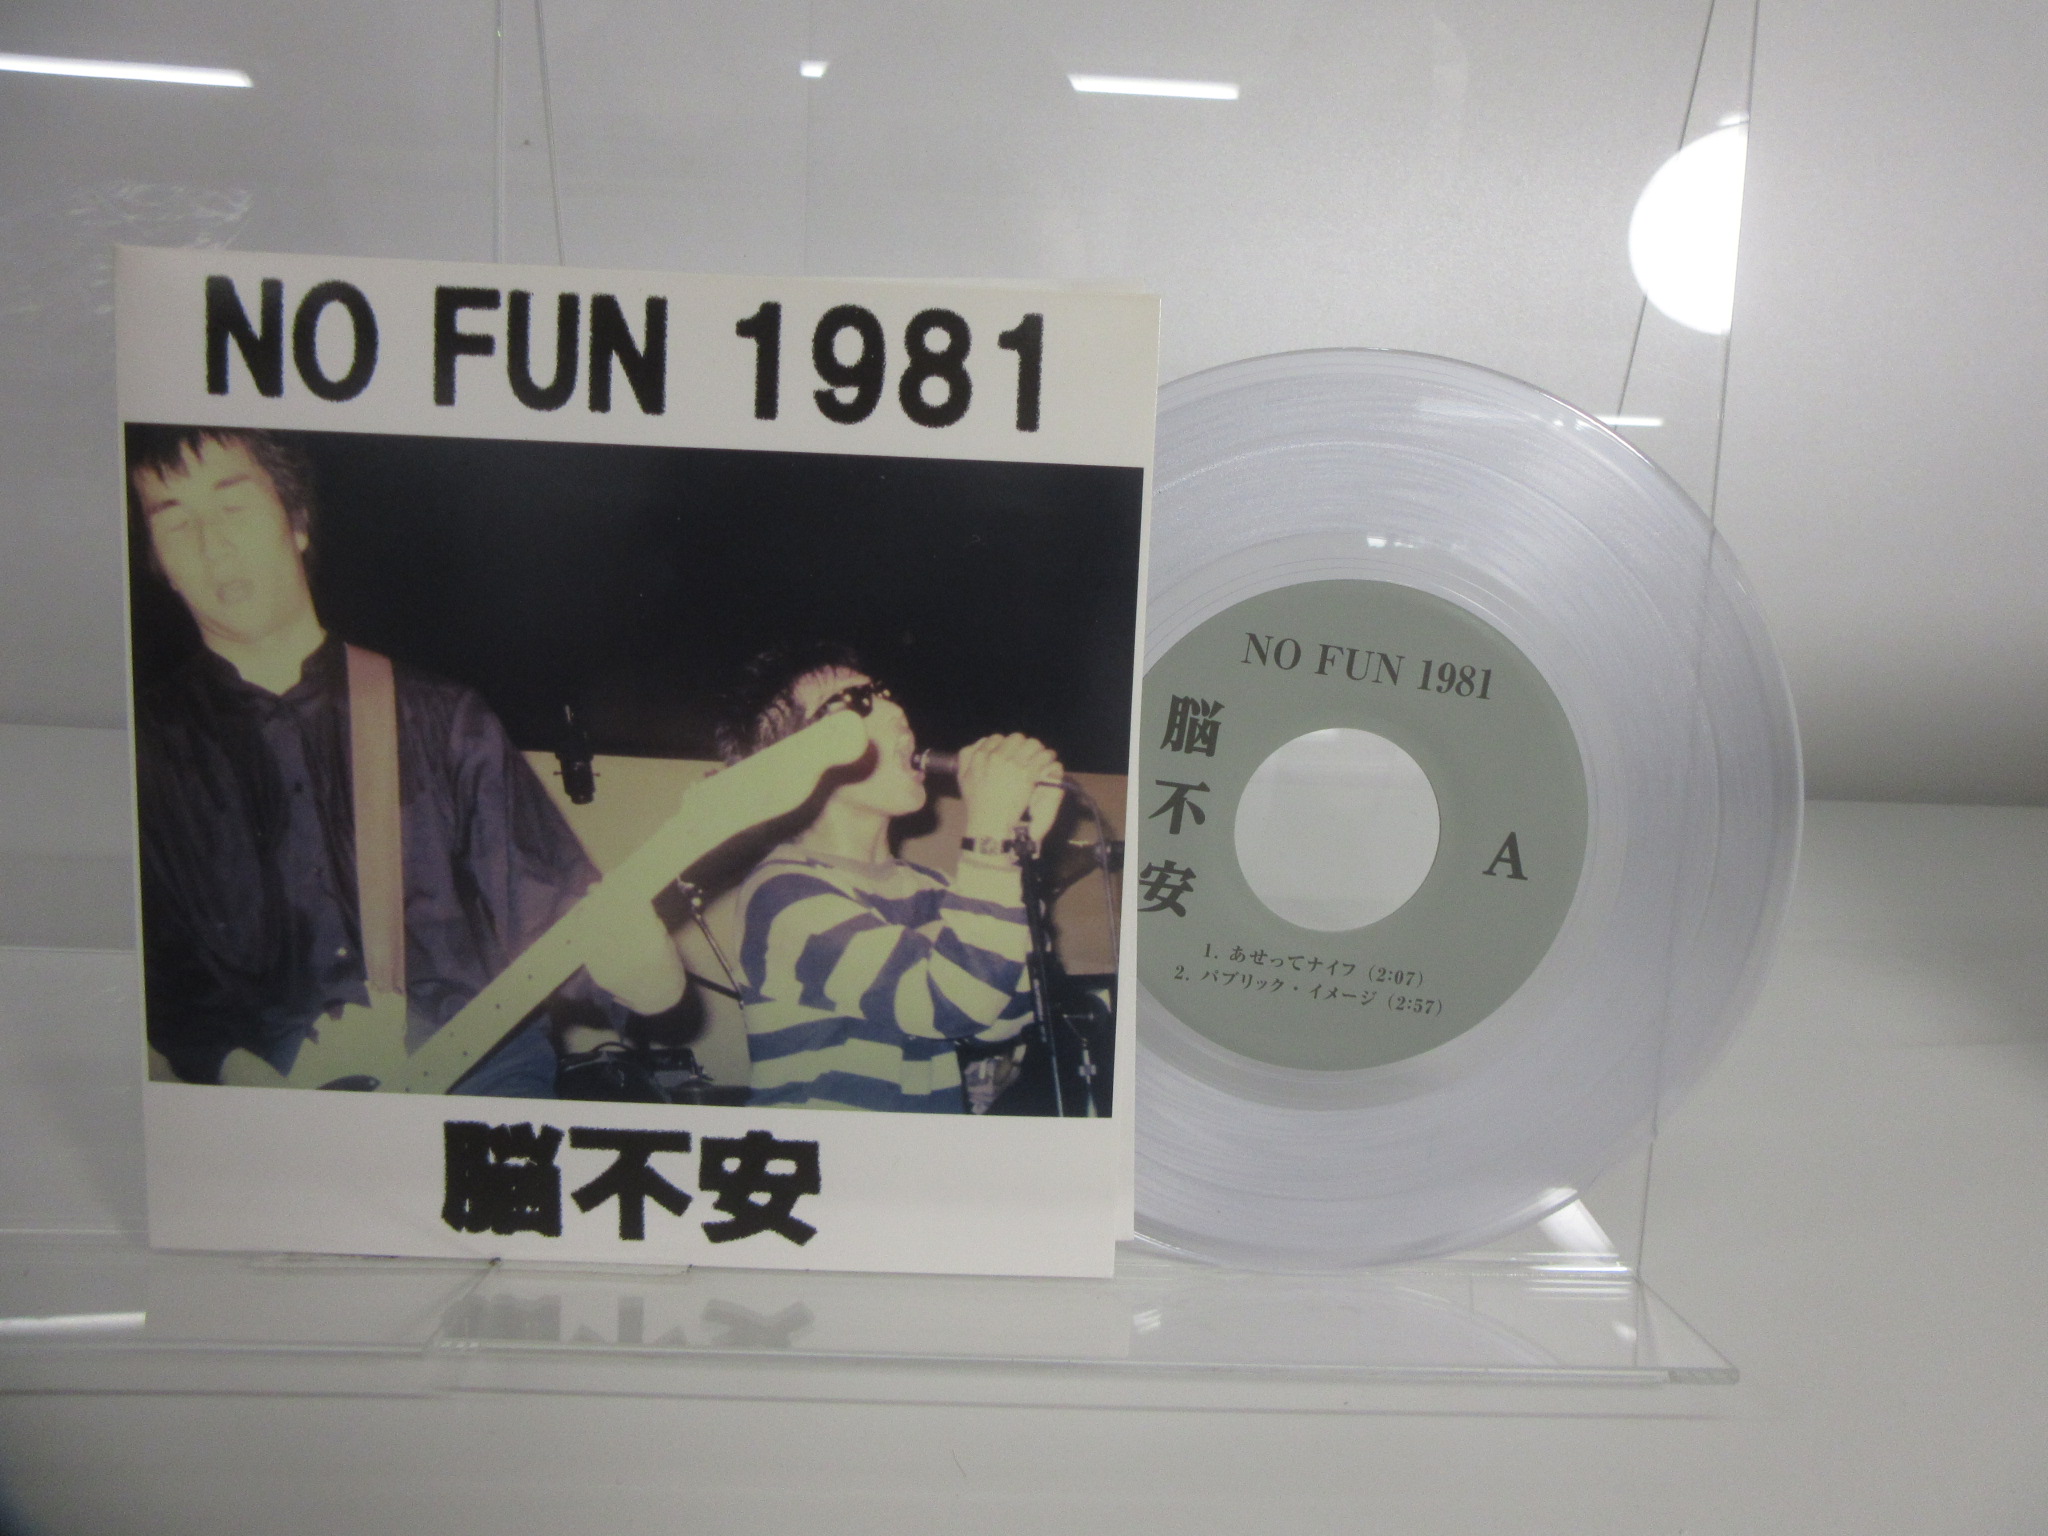 NO FUN 1981
脳不安
NO FUN 1981
脳不安
A
1. あせってナイフ (2:07)
2. パブリック・イメージ (2:57)